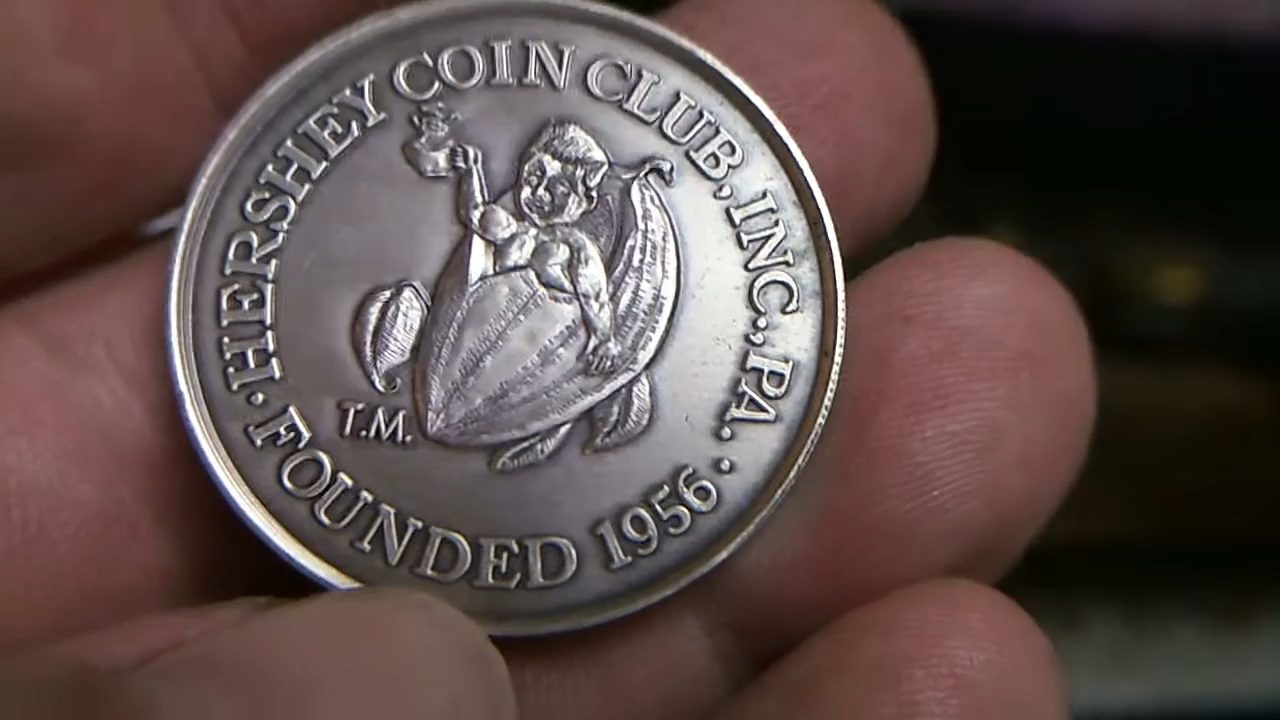 HERSHEY COIN CLUB, INC., PA.
T.M.
· FOUNDED 1956 ·